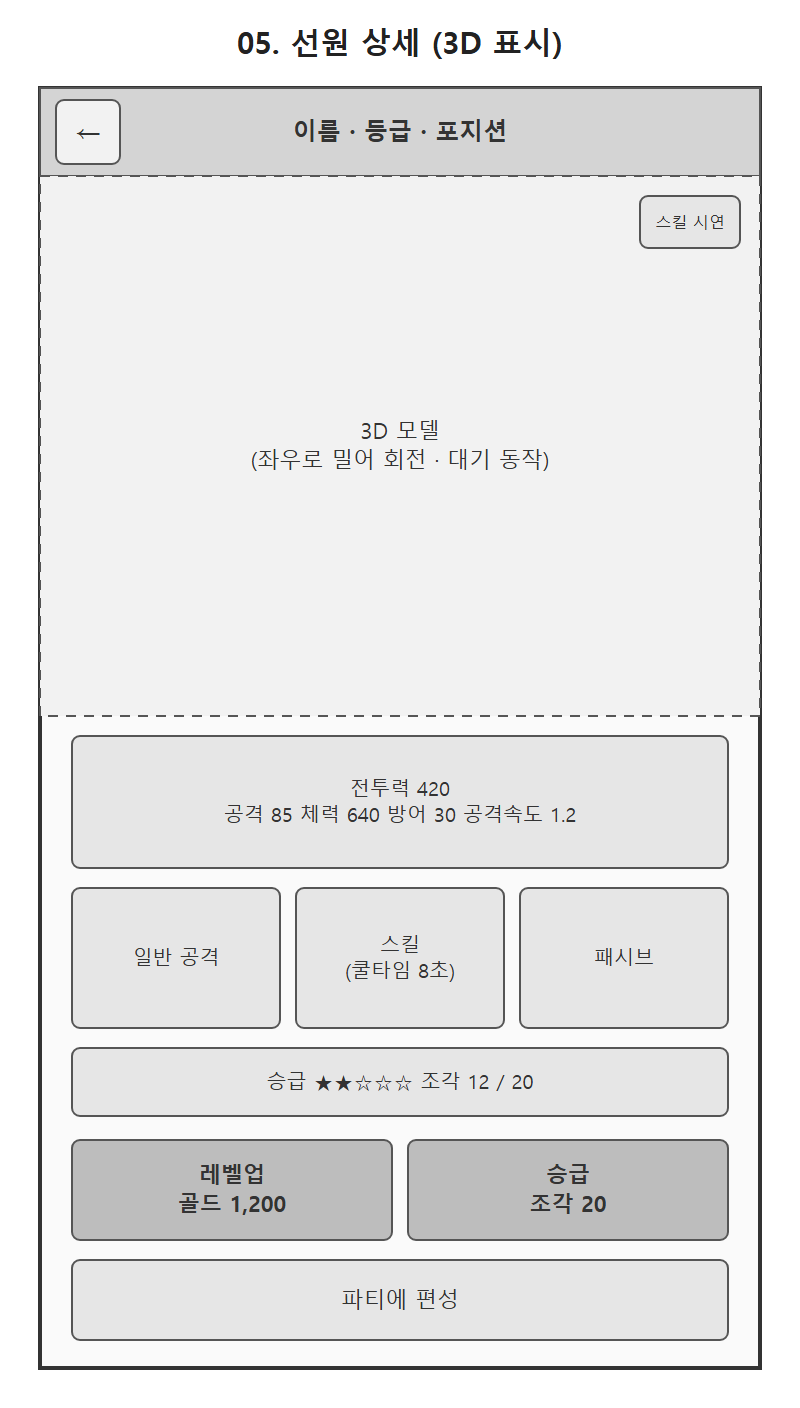 05. 선원 상세 (3D 표시)
←
이름 · 등급 · 포지션
스킬 시연
3D 모델
(좌우로 밀어 회전 · 대기 동작)
전투력 420
공격 85 체력 640 방어 30 공격속도 1.2
일반 공격
스킬
(쿨타임 8초)
패시브
승급 ★★☆☆☆ 조각 12 / 20
레벨업
골드 1,200
승급
조각 20
파티에 편성